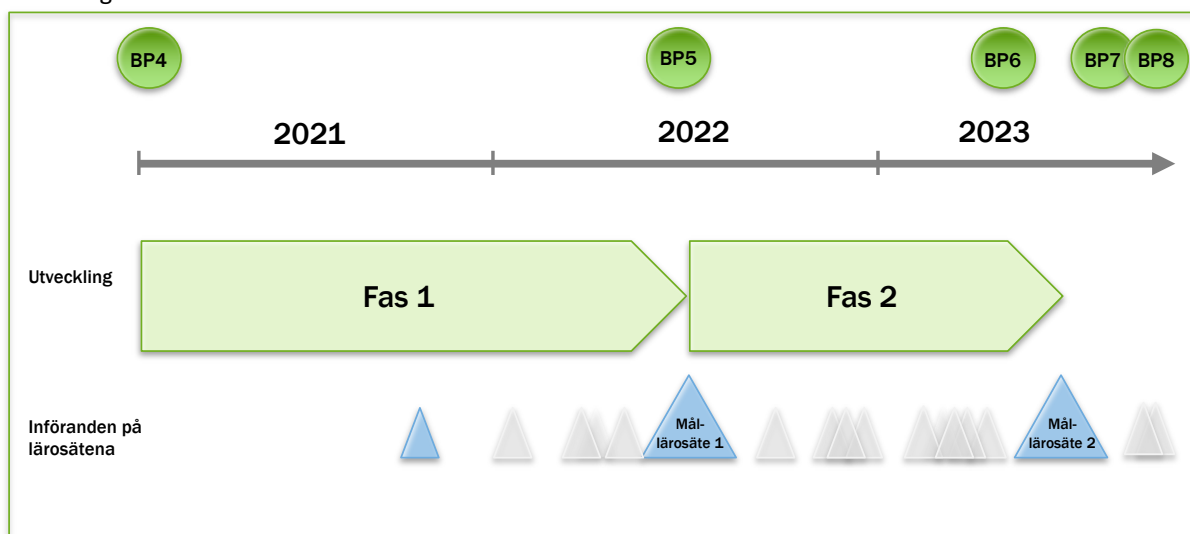 BP4
BP5
BP6
BP7
BP8
2021
2022
2023
Utveckling
Fas 1
Fas 2
Införanden på
lärosätena
Mål-
lärosäte 1
Mål-
lärosäte 2